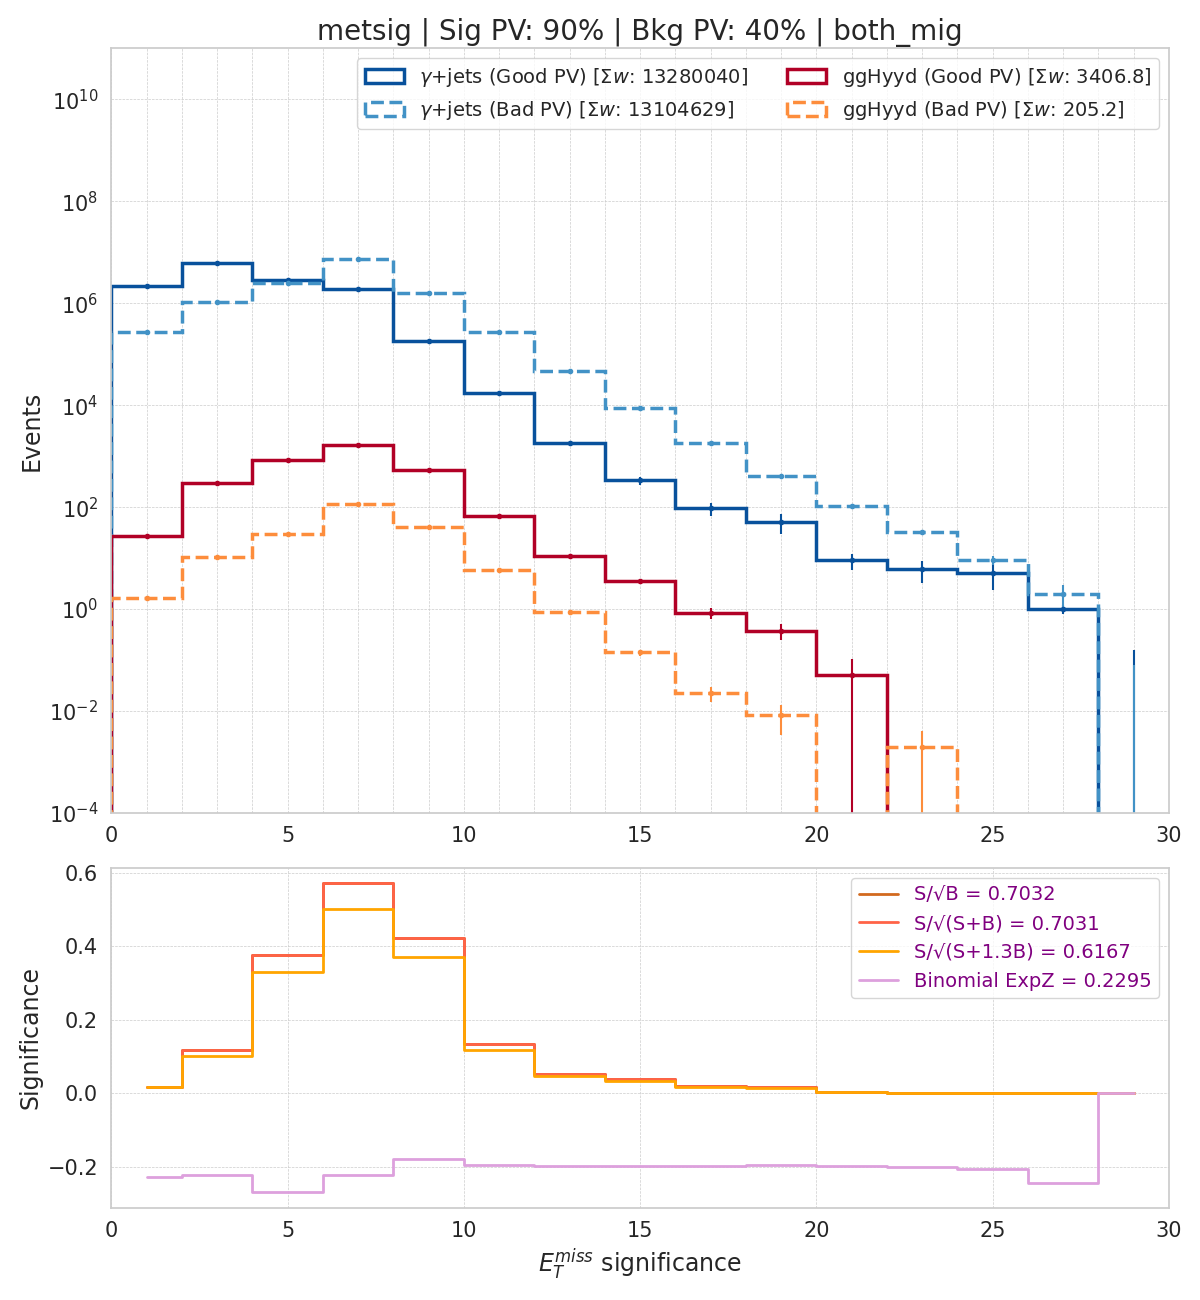 metsig | Sig PV: 90% | Bkg PV: 40% | both_mig
γ+jets (Good PV) [Σw: 13280040]
γ+jets (Bad PV) [Σw: 13104629]
ggHyyd (Good PV) [Σw: 3406.8]
ggHyyd (Bad PV) [Σw: 205.2]
Events
10^10
10^8
10^6
10^4
10^2
10^0
10^−2
10^−4
0 5 10 15 20 25 30
S/√B = 0.7032
S/√(S+B) = 0.7031
S/√(S+1.3B) = 0.6167
Binomial ExpZ = 0.2295
Significance
0.6
0.4
0.2
0.0
−0.2
0 5 10 15 20 25 30
E_T^miss significance